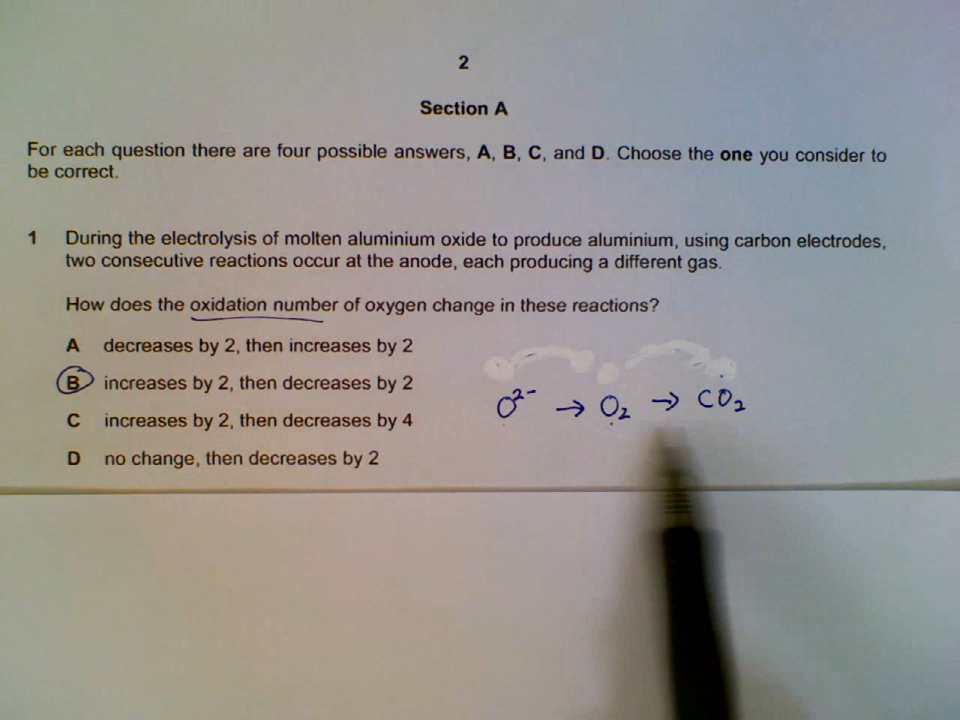 2
Section A
For each question there are four possible answers, A, B, C, and D. Choose the one you consider to
be correct.
1 During the electrolysis of molten aluminium oxide to produce aluminium, using carbon electrodes,
two consecutive reactions occur at the anode, each producing a different gas.
How does the oxidation number of oxygen change in these reactions?
A decreases by 2, then increases by 2
B increases by 2, then decreases by 2
C increases by 2, then decreases by 4
D no change, then decreases by 2
O²⁻ → O₂ → CO₂